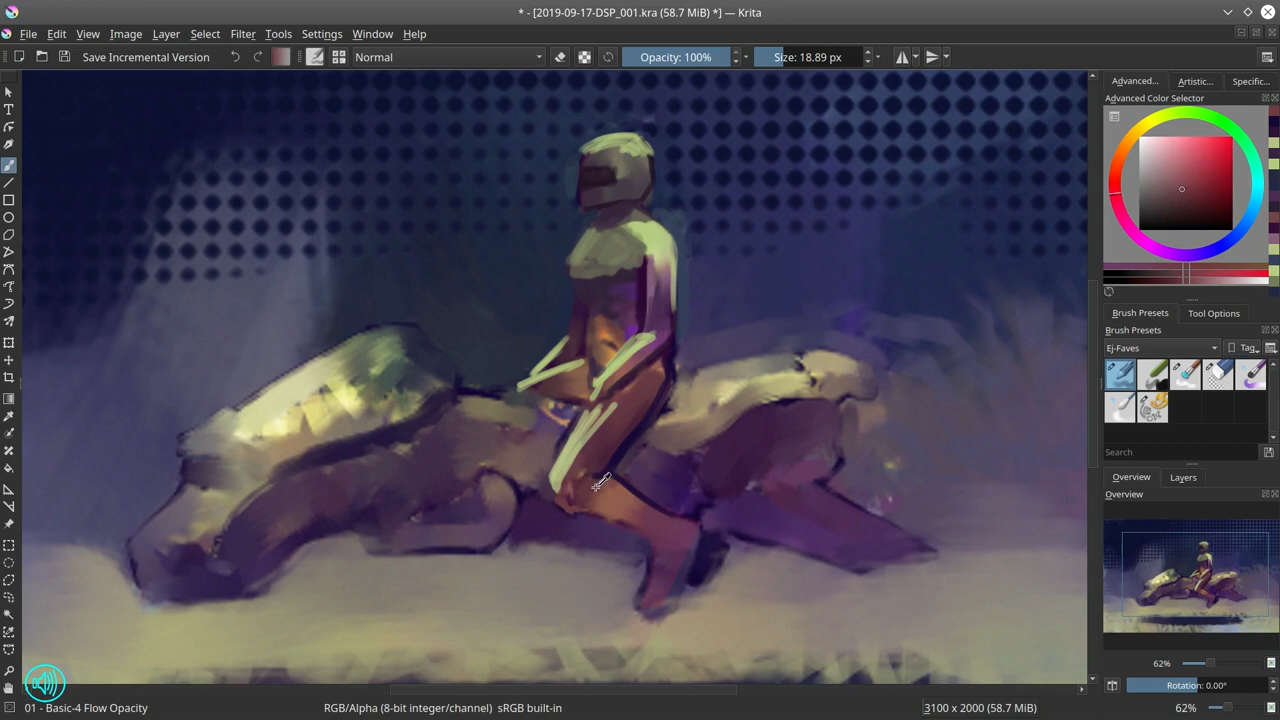 * - [2019-09-17-DSP_001.kra (58.7 MiB) *] — Krita
File Edit View Image Layer Select Filter Tools Settings Window Help
Save Incremental Version Normal Opacity: 100% Size: 18.89 px
Advanced... Artistic... Specific...
Advanced Color Selector
Brush Presets Tool Options
Brush Presets
Ej-Faves Tag
Search
Overview Layers
Overview
62%
Rotation: 0.00°
01 - Basic-4 Flow Opacity RGB/Alpha (8-bit integer/channel) sRGB built-in 3100 x 2000 (58.7 MiB) 62%